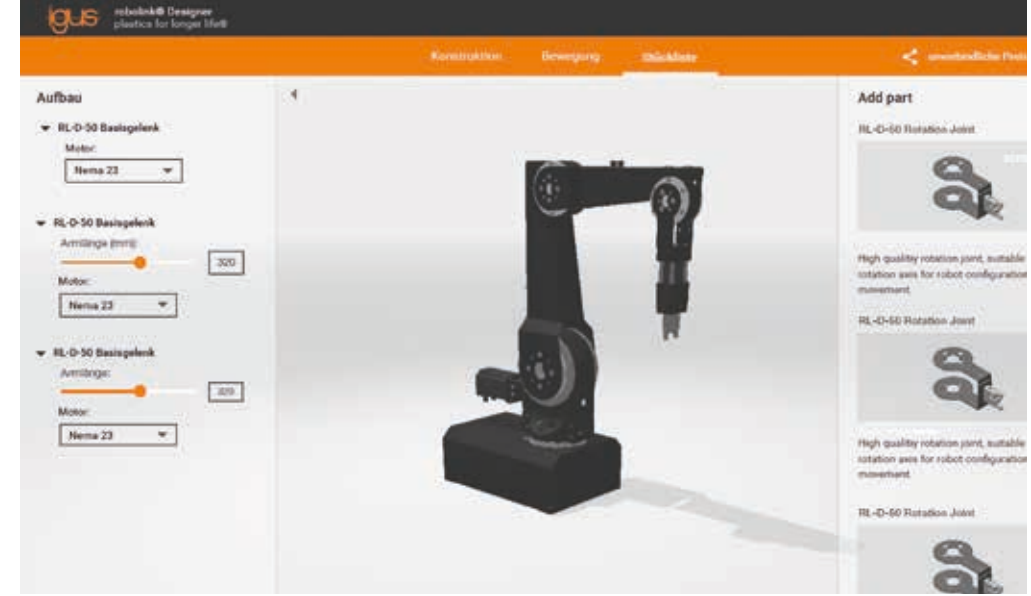 igus
robolink® Designer
plastics for longer life®
Konstruktion
Bewegung
Stückliste
unverbindliche
Aufbau
RL-D-50 Basisgelenk
Motor:
Nema 23
RL-D-50 Basisgelenk
Armlänge (mm):
320
Motor:
Nema 23
RL-D-50 Basisgelenk
Armlänge:
320
Motor:
Nema 23
Add part
RL-D-50 Rotation Joint
High quality rotation joint, suitable
rotation axis for robot configuration
movement
RL-D-50 Rotation Joint
High quality rotation joint, suitable
rotation axis for robot configuration
movement
RL-D-50 Rotation Joint